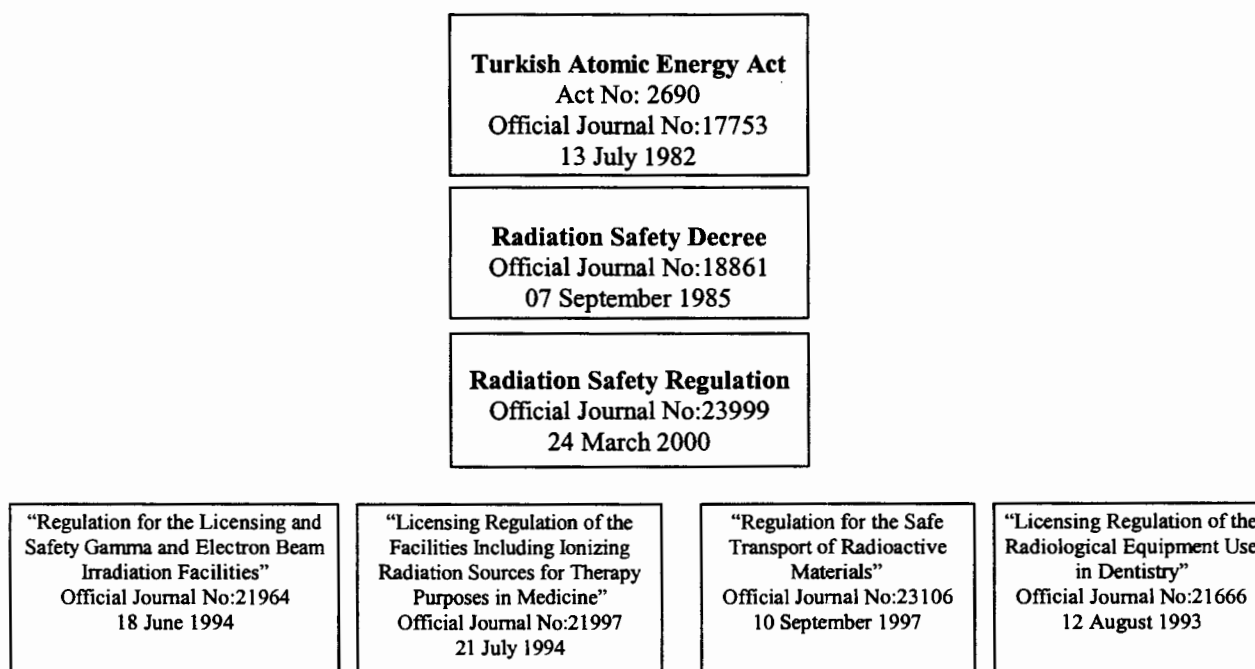 Turkish Atomic Energy Act
Act No: 2690
Official Journal No:17753
13 July 1982
Radiation Safety Decree
Official Journal No:18861
07 September 1985
Radiation Safety Regulation
Official Journal No:23999
24 March 2000
“Regulation for the Licensing and
Safety Gamma and Electron Beam
Irradiation Facilities”
Official Journal No:21964
18 June 1994
“Licensing Regulation of the
Facilities Including Ionizing
Radiation Sources for Therapy
Purposes in Medicine”
Official Journal No:21997
21 July 1994
“Regulation for the Safe
Transport of Radioactive
Materials”
Official Journal No:23106
10 September 1997
“Licensing Regulation of the
Radiological Equipment Use
in Dentistry”
Official Journal No:21666
12 August 1993